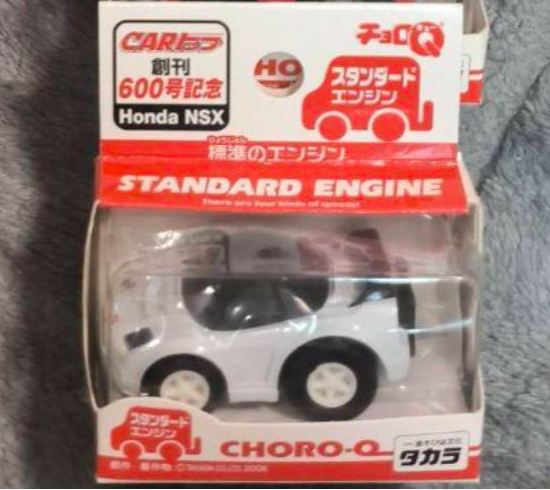 CARトップ
創刊
600号記念
Honda NSX
チョロQ
HQ
スタンダード
エンジン
ひょうじゅん
標準のエンジン
STANDARD ENGINE
There are four kinds of speeds!
スタンダード
エンジン
CHORO-Q
タカラ